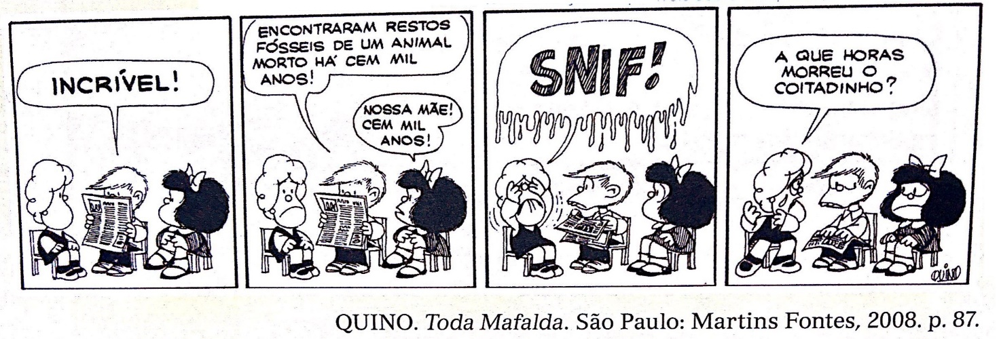 INCRÍVEL!
ENCONTRARAM RESTOS
FÓSSEIS DE UM ANIMAL
MORTO HÁ CEM MIL
ANOS!
NOSSA MÃE!
CEM MIL
ANOS!
SNIF!
A QUE HORAS
MORREU O
COITADINHO?
QUINO
QUINO. Toda Mafalda. São Paulo: Martins Fontes, 2008. p. 87.